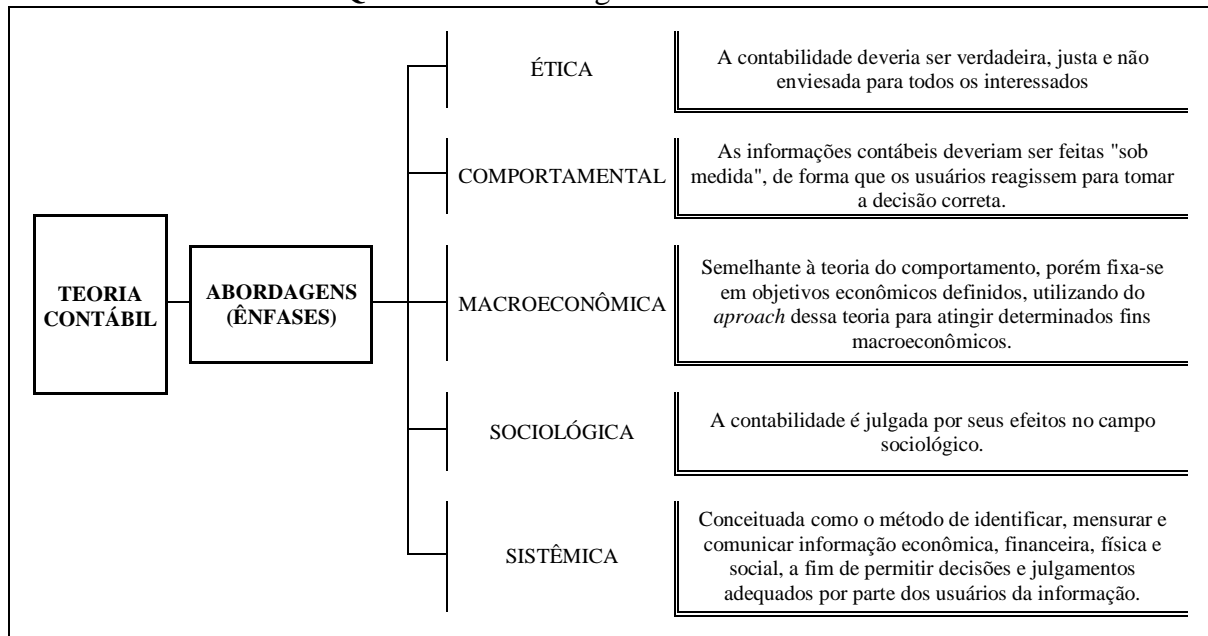 ÉTICA
A contabilidade deveria ser verdadeira, justa e não
enviesada para todos os interessados
COMPORTAMENTAL
As informações contábeis deveriam ser feitas "sob
medida", de forma que os usuários reagissem para tomar
a decisão correta.
TEORIA
CONTÁBIL
ABORDAGENS
(ÊNFASES)
MACROECONÔMICA
Semelhante à teoria do comportamento, porém fixa-se
em objetivos econômicos definidos, utilizando do
aproach dessa teoria para atingir determinados fins
macroeconômicos.
SOCIOLÓGICA
A contabilidade é julgada por seus efeitos no campo
sociológico.
SISTÊMICA
Conceituada como o método de identificar, mensurar e
comunicar informação econômica, financeira, física e
social, a fim de permitir decisões e julgamentos
adequados por parte dos usuários da informação.